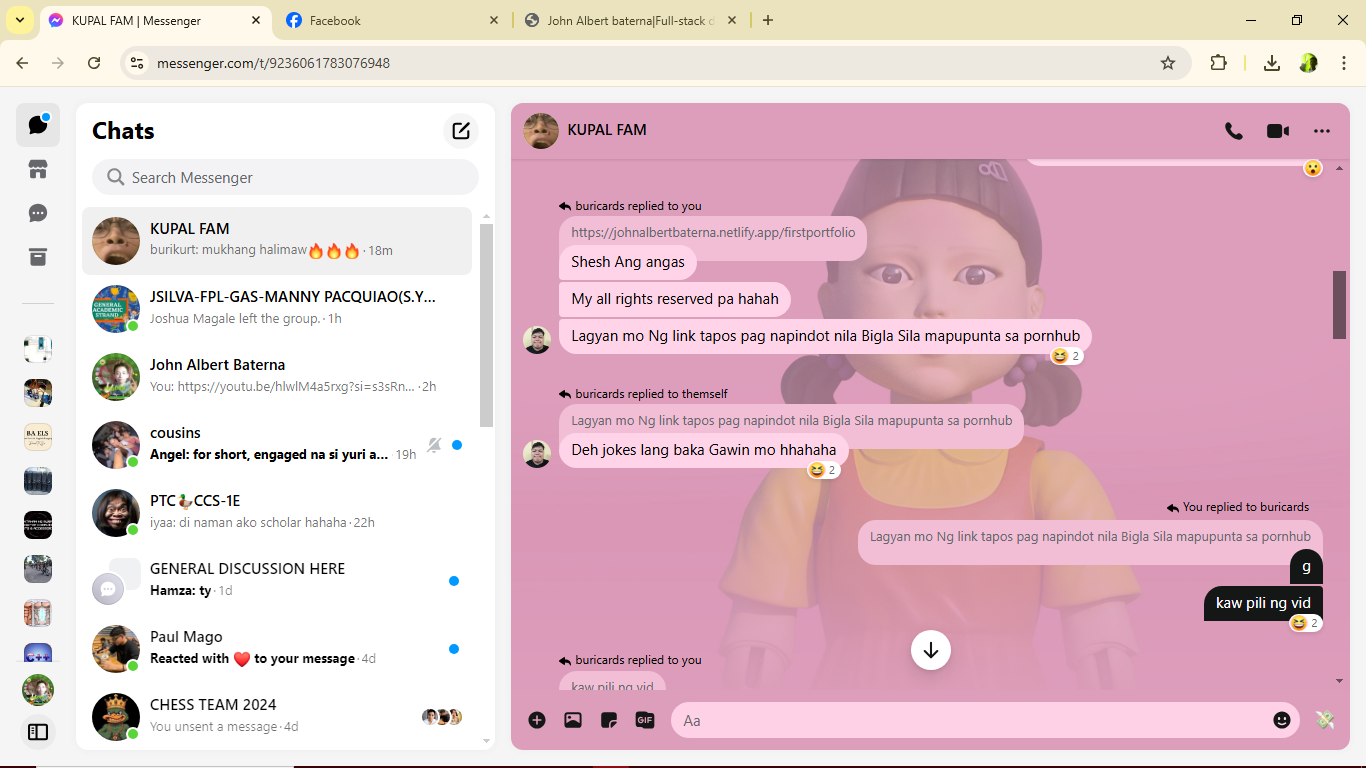 KUPAL FAM | Messenger
Facebook
John Albert baterna|Full-stack d
messenger.com/t/9236061783076948
Chats
Search Messenger
KUPAL FAM
burikurt: mukhang halimaw🔥🔥🔥 · 18m
JSILVA-FPL-GAS-MANNY PACQUIAO(S.Y...
Joshua Magale left the group. · 1h
John Albert Baterna
You: https://youtu.be/hlwlM4a5rxg?si=s3sRn... · 2h
cousins
Angel: for short, engaged na si yuri a... · 19h
PTC🦆CCS-1E
iyaa: di naman ako scholar hahaha · 22h
GENERAL DISCUSSION HERE
Hamza: ty · 1d
Paul Mago
Reacted with ❤️ to your message · 4d
CHESS TEAM 2024
You unsent a message · 4d
GENERAL
ACADEMIC
STRAND
BA ELS
C++
KUPAL FAM
buricards replied to you
https://johnalbertbaterna.netlify.app/firstportfolio
Shesh Ang angas
My all rights reserved pa hahah
Lagyan mo Ng link tapos pag napindot nila Bigla Sila mapupunta sa pornhub
😆 2
buricards replied to themself
Lagyan mo Ng link tapos pag napindot nila Bigla Sila mapupunta sa pornhub
Deh jokes lang baka Gawin mo hhahaha
😆 2
You replied to buricards
Lagyan mo Ng link tapos pag napindot nila Bigla Sila mapupunta sa pornhub
g
kaw pili ng vid
😆 2
buricards replied to you
kaw pili ng vid
GIF
Aa